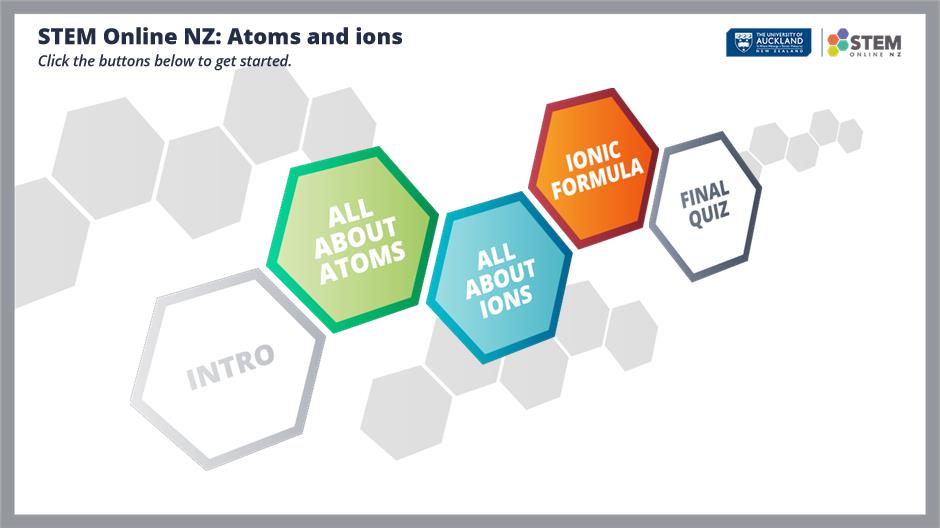 STEM Online NZ: Atoms and ions
Click the buttons below to get started.
THE UNIVERSITY OF
AUCKLAND
NEW ZEALAND
STEM
ONLINE NZ
INTRO
ALL
ABOUT
ATOMS
ALL
ABOUT
IONS
IONIC
FORMULA
FINAL
QUIZ